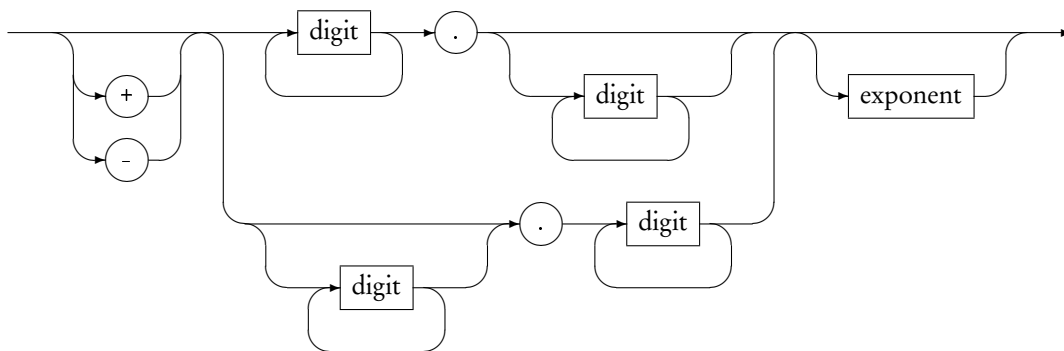 digit .
+ digit exponent
-
. digit
digit